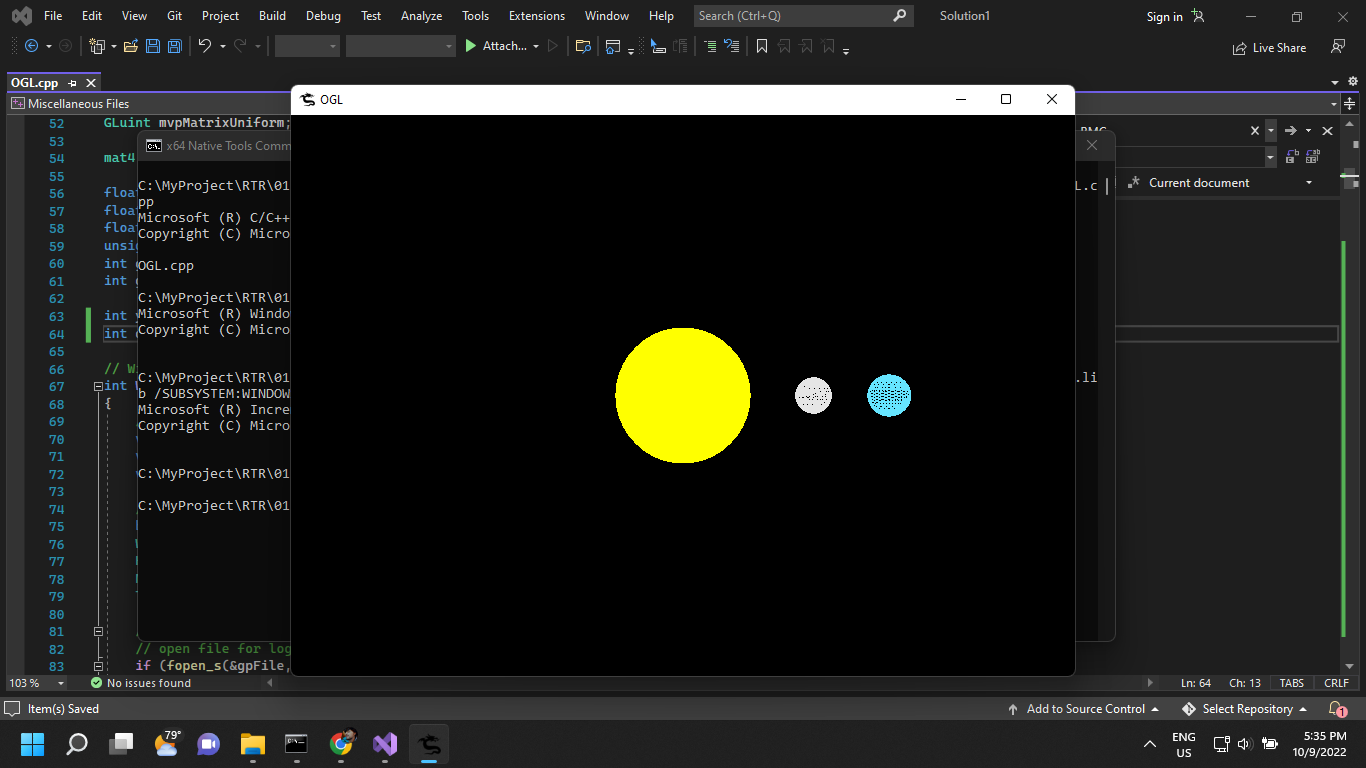 File Edit View Git Project Build Debug Test Analyze Tools Extensions Window Help Search (Ctrl+Q) Solution1 Sign in
Attach... Live Share
OGL.cpp
Miscellaneous Files
OGL
52 GLuint mvpMatrixUniform;
53
x64 Native Tools Comm
54 mat4
55
Current document
56
C:\MyProject\RTR\01
L.c
57
pp
58
Microsoft (R) C/C++
59
Copyright (C) Micro
60 int
OGL.cpp
61 int
62
C:\MyProject\RTR\01
63 int
Microsoft (R) Windo
64 int
Copyright (C) Micro
65
66 //
67 int
C:\MyProject\RTR\01
.li
68 {
b /SUBSYSTEM:WINDOW
69
Microsoft (R) Incre
70
Copyright (C) Micro
71
72
C:\MyProject\RTR\01
73
74
C:\MyProject\RTR\01
75
76
77
78
79
80
81
82 // open file for log
83 if (fopen_s(&gpFile,
103 % No issues found Ln: 64 Ch: 13 TABS CRLF
Item(s) Saved Add to Source Control Select Repository 1
79°
ENG
US
5:35 PM
10/9/2022